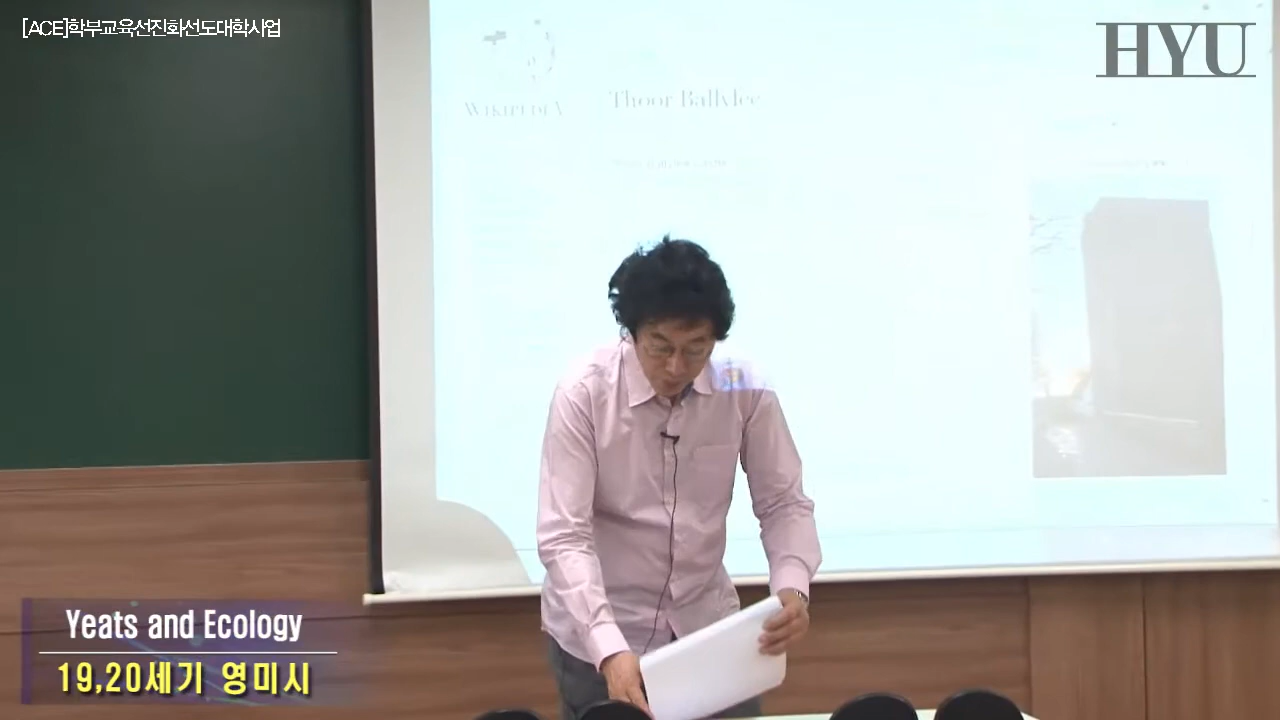 [ACE]학부교육선진화선도대학사업
HYU
WIKIPEDIA
Thoor Ballylee
Yeats and Ecology
19,20세기 영미시